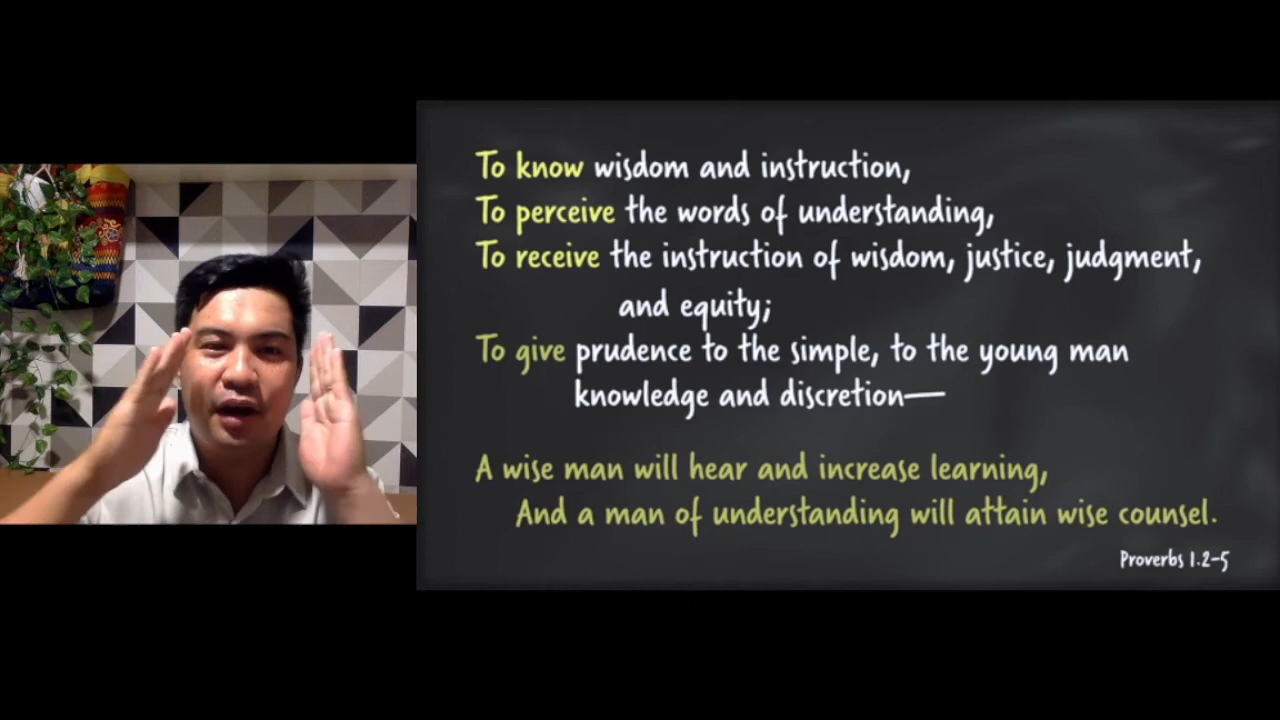 To know wisdom and instruction,
To perceive the words of understanding,
To receive the instruction of wisdom, justice, judgment,
and equity;
To give prudence to the simple, to the young man
knowledge and discretion—
A wise man will hear and increase learning,
And a man of understanding will attain wise counsel.
Proverbs 1.2-5